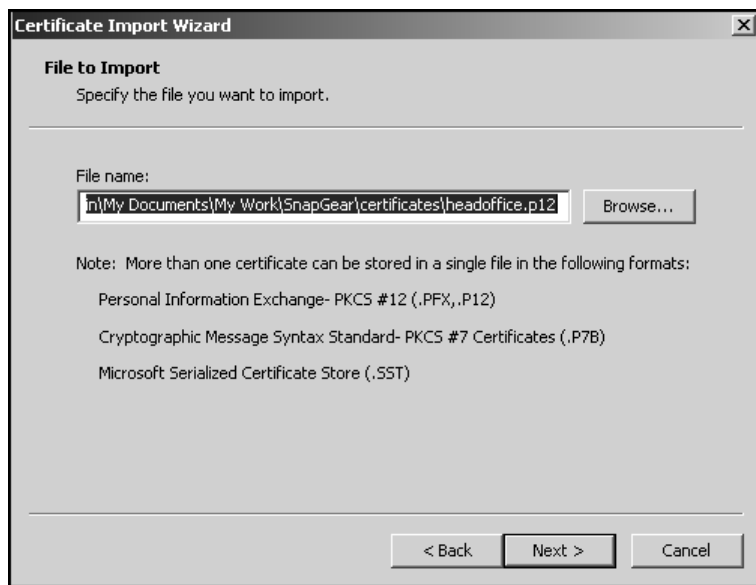 Certificate Import Wizard
File to Import
Specify the file you want to import.
File name:
in\My Documents\My Work\SnapGear\certificates\headoffice.p12
Browse...
Note: More than one certificate can be stored in a single file in the following formats:
Personal Information Exchange- PKCS #12 (.PFX,.P12)
Cryptographic Message Syntax Standard- PKCS #7 Certificates (.P7B)
Microsoft Serialized Certificate Store (.SST)
< Back
Next >
Cancel